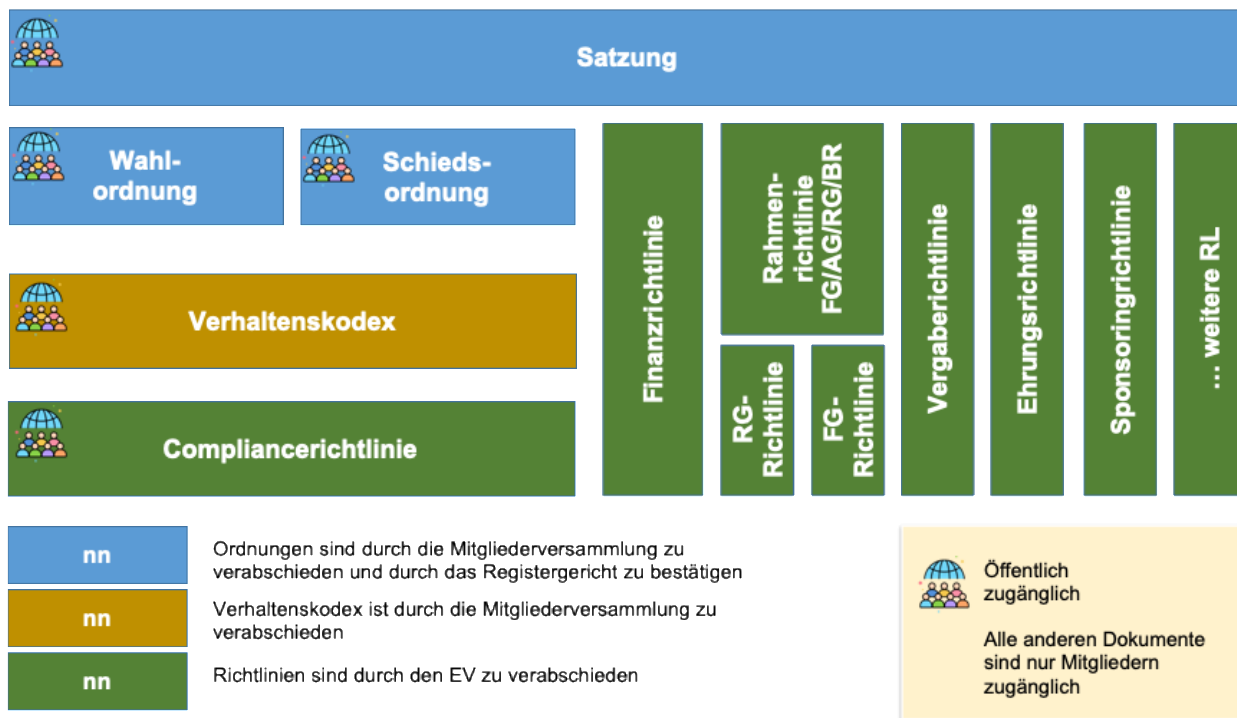 Satzung
Wahl-
ordnung
Schieds-
ordnung
Verhaltenskodex
Compliancerichtlinie
Finanzrichtlinie
Rahmen-
richtlinie
FG/AG/RG/BR
RG-
Richtlinie
FG-
Richtlinie
Vergaberichtlinie
Ehrungsrichtlinie
Sponsoringrichtlinie
... weitere RL
nn
Ordnungen sind durch die Mitgliederversammlung zu
verabschieden und durch das Registergericht zu bestätigen
nn
Verhaltenskodex ist durch die Mitgliederversammlung zu
verabschieden
nn
Richtlinien sind durch den EV zu verabschieden
Öffentlich
zugänglich
Alle anderen Dokumente
sind nur Mitgliedern
zugänglich